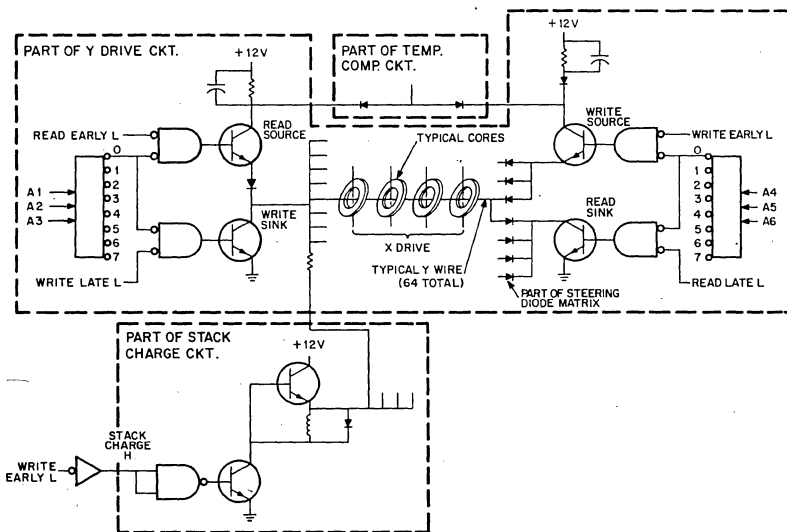 PART OF Y DRIVE CKT.
+12V
PART OF TEMP.
COMP. CKT.
+12V
READ EARLY L
READ
SOURCE
TYPICAL CORES
WRITE
SOURCE
WRITE EARLY L
0
1
2
3
4
5
6
7
A1
A2
A3
WRITE
SINK
X DRIVE
READ
SINK
0
1
2
3
4
5
6
7
A4
A5
A6
WRITE LATE L
TYPICAL Y WIRE
(64 TOTAL)
PART OF STEERING
DIODE MATRIX
READ LATE L
PART OF STACK
CHARGE CKT.
+12V
STACK
CHARGE
H
WRITE
EARLY L